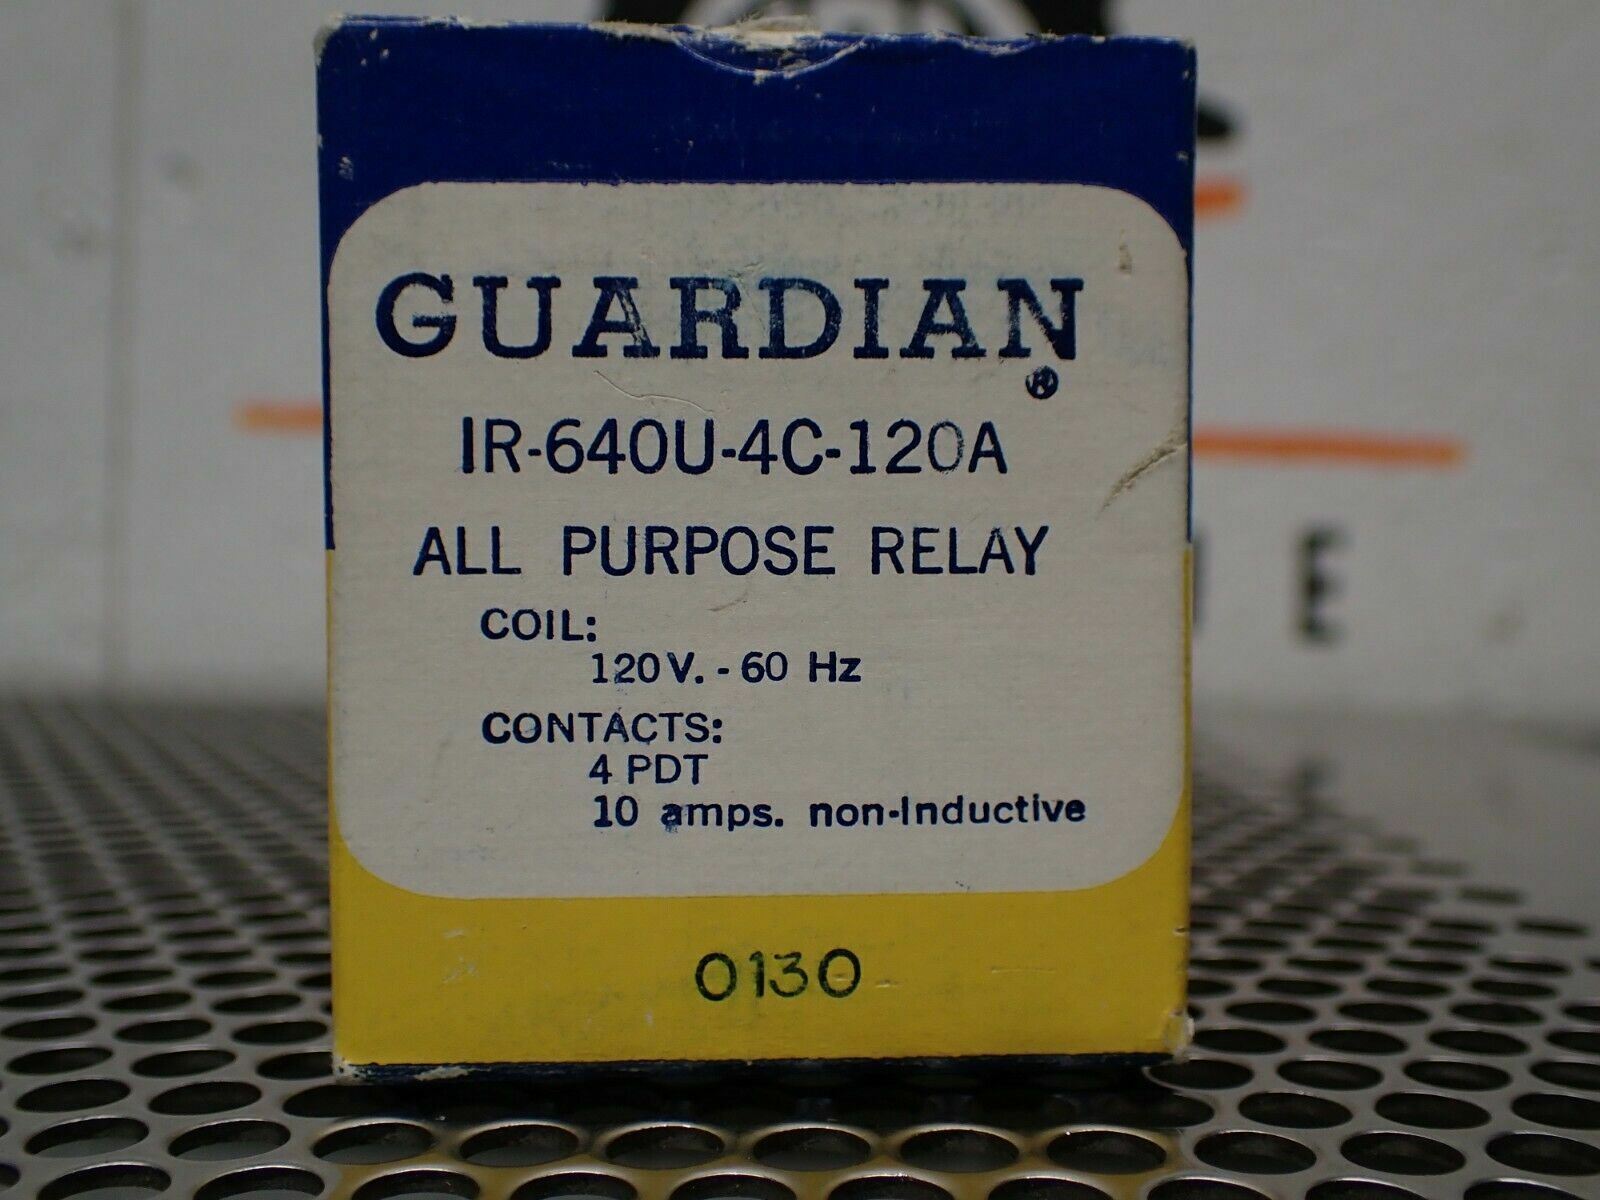 GUARDIAN
®
IR-640U-4C-120A
ALL PURPOSE RELAY
COIL:
120V. - 60 Hz
CONTACTS:
4 PDT
10 amps. non-Inductive
0130
E